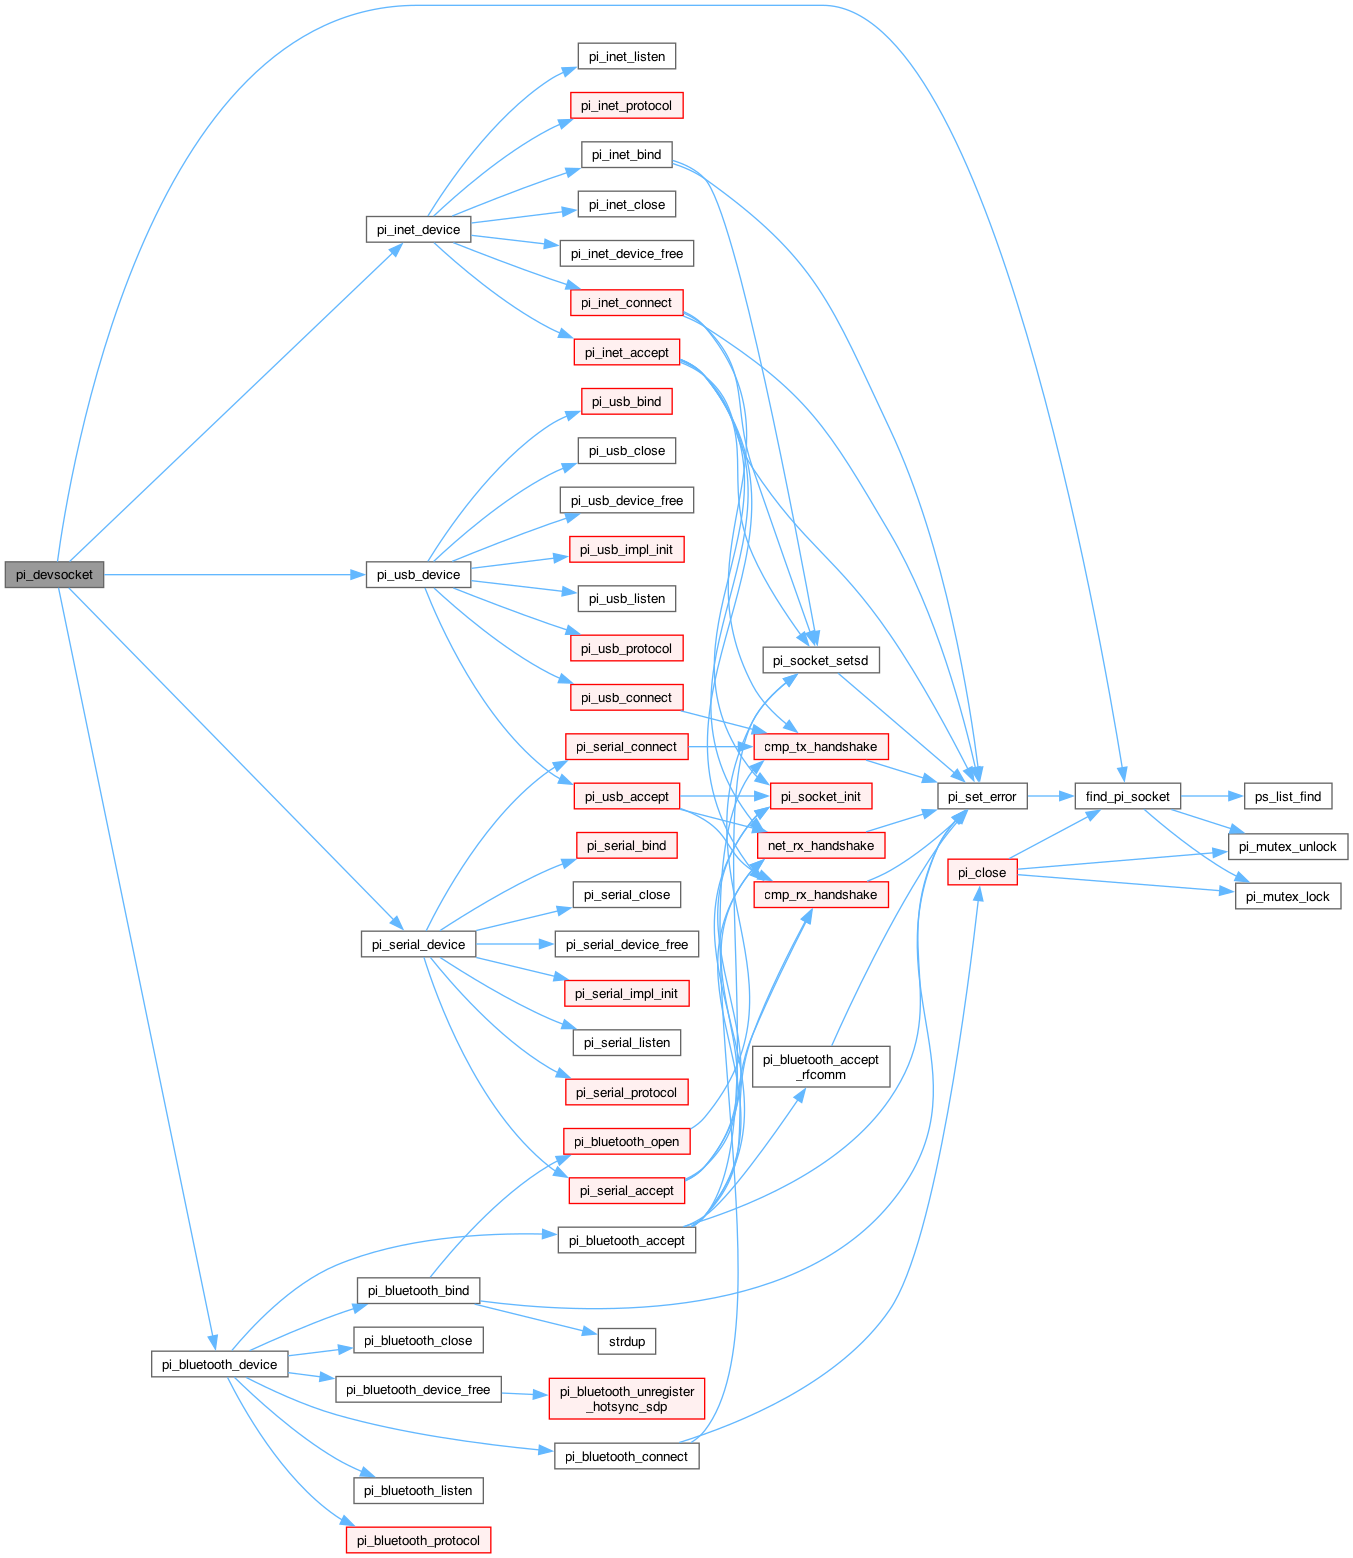 pi_inet_listen
pi_inet_protocol
pi_inet_bind
pi_inet_close
pi_inet_device
pi_inet_device_free
pi_inet_connect
pi_inet_accept
pi_usb_bind
pi_usb_close
pi_usb_device_free
pi_usb_impl_init
pi_devsocket
pi_usb_device
pi_usb_listen
pi_usb_protocol
pi_socket_setsd
pi_usb_connect
pi_serial_connect
cmp_tx_handshake
pi_usb_accept
pi_socket_init
pi_set_error
find_pi_socket
ps_list_find
pi_serial_bind
net_rx_handshake
pi_mutex_unlock
pi_close
pi_serial_close
cmp_rx_handshake
pi_mutex_lock
pi_serial_device
pi_serial_device_free
pi_serial_impl_init
pi_serial_listen
pi_bluetooth_accept
_rfcomm
pi_serial_protocol
pi_bluetooth_open
pi_serial_accept
pi_bluetooth_accept
pi_bluetooth_bind
pi_bluetooth_close
strdup
pi_bluetooth_device
pi_bluetooth_device_free
pi_bluetooth_unregister
_hotsync_sdp
pi_bluetooth_connect
pi_bluetooth_listen
pi_bluetooth_protocol